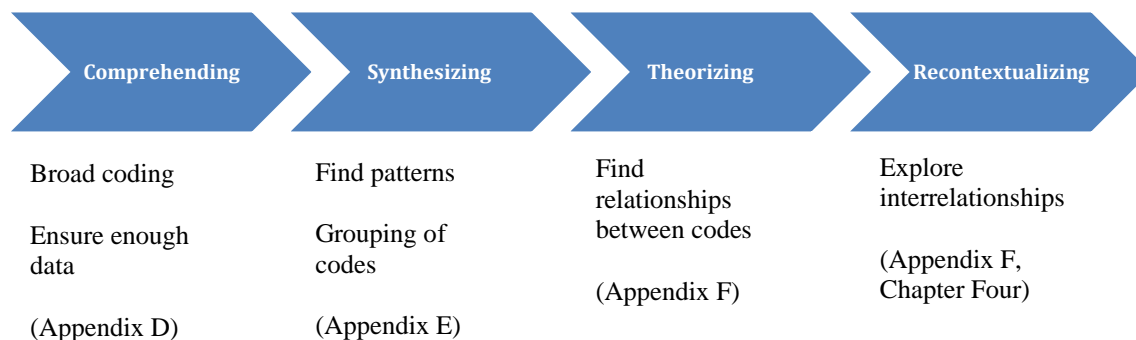 Comprehending
Synthesizing
Theorizing
Recontextualizing
Broad coding
Ensure enough
data
(Appendix D)
Find patterns
Grouping of
codes
(Appendix E)
Find
relationships
between codes
(Appendix F)
Explore
interrelationships
(Appendix F,
Chapter Four)